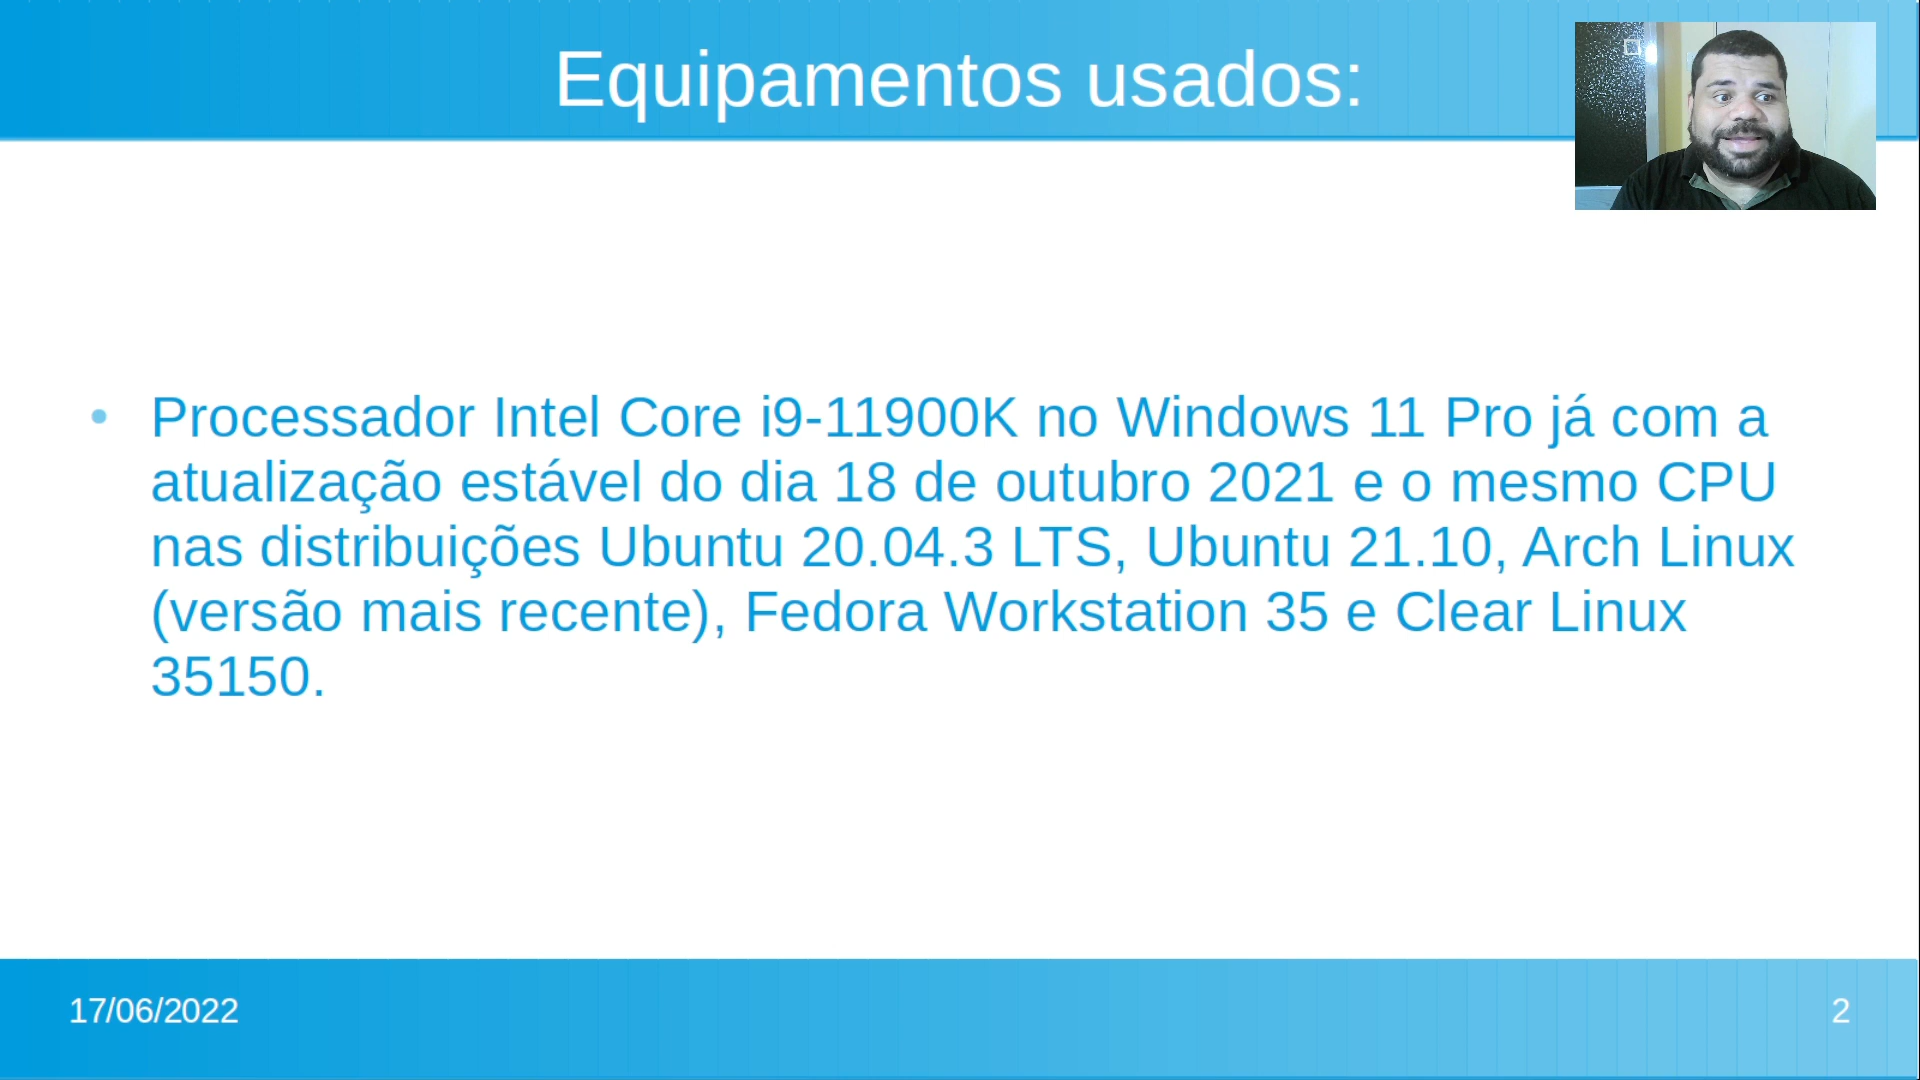 Equipamentos usados:
• Processador Intel Core i9-11900K no Windows 11 Pro já com a
atualização estável do dia 18 de outubro 2021 e o mesmo CPU
nas distribuições Ubuntu 20.04.3 LTS, Ubuntu 21.10, Arch Linux
(versão mais recente), Fedora Workstation 35 e Clear Linux
35150.
17/06/2022
2